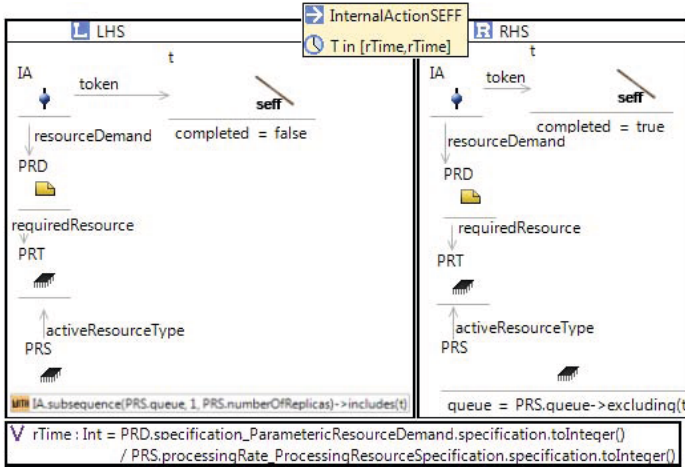 InternalActionSEFF
T in [rTime,rTime]
L LHS
t
IA
token
seff
completed = false
resourceDemand
PRD
requiredResource
PRT
activeResourceType
PRS
WITH IA.subsequence(PRS.queue, 1, PRS.numberOfReplicas)->includes(t)
R RHS
t
IA
token
seff
completed = true
resourceDemand
PRD
requiredResource
PRT
activeResourceType
PRS
queue = PRS.queue->excluding(t
V rTime : Int = PRD.specification_ParametericResourceDemand.specification.toInteger()
/ PRS.processingRate_ProcessingResourceSpecification.specification.toInteger()